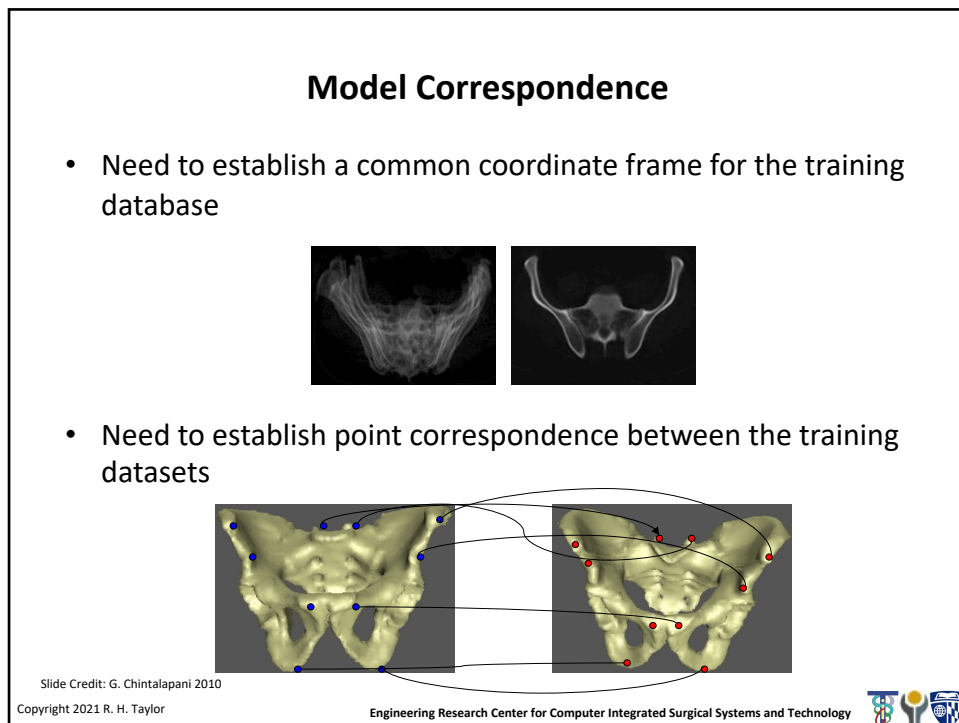 Model Correspondence
• Need to establish a common coordinate frame for the training
database
• Need to establish point correspondence between the training
datasets
Slide Credit: G. Chintalapani 2010
Copyright 2021 R. H. Taylor
Engineering Research Center for Computer Integrated Surgical Systems and Technology